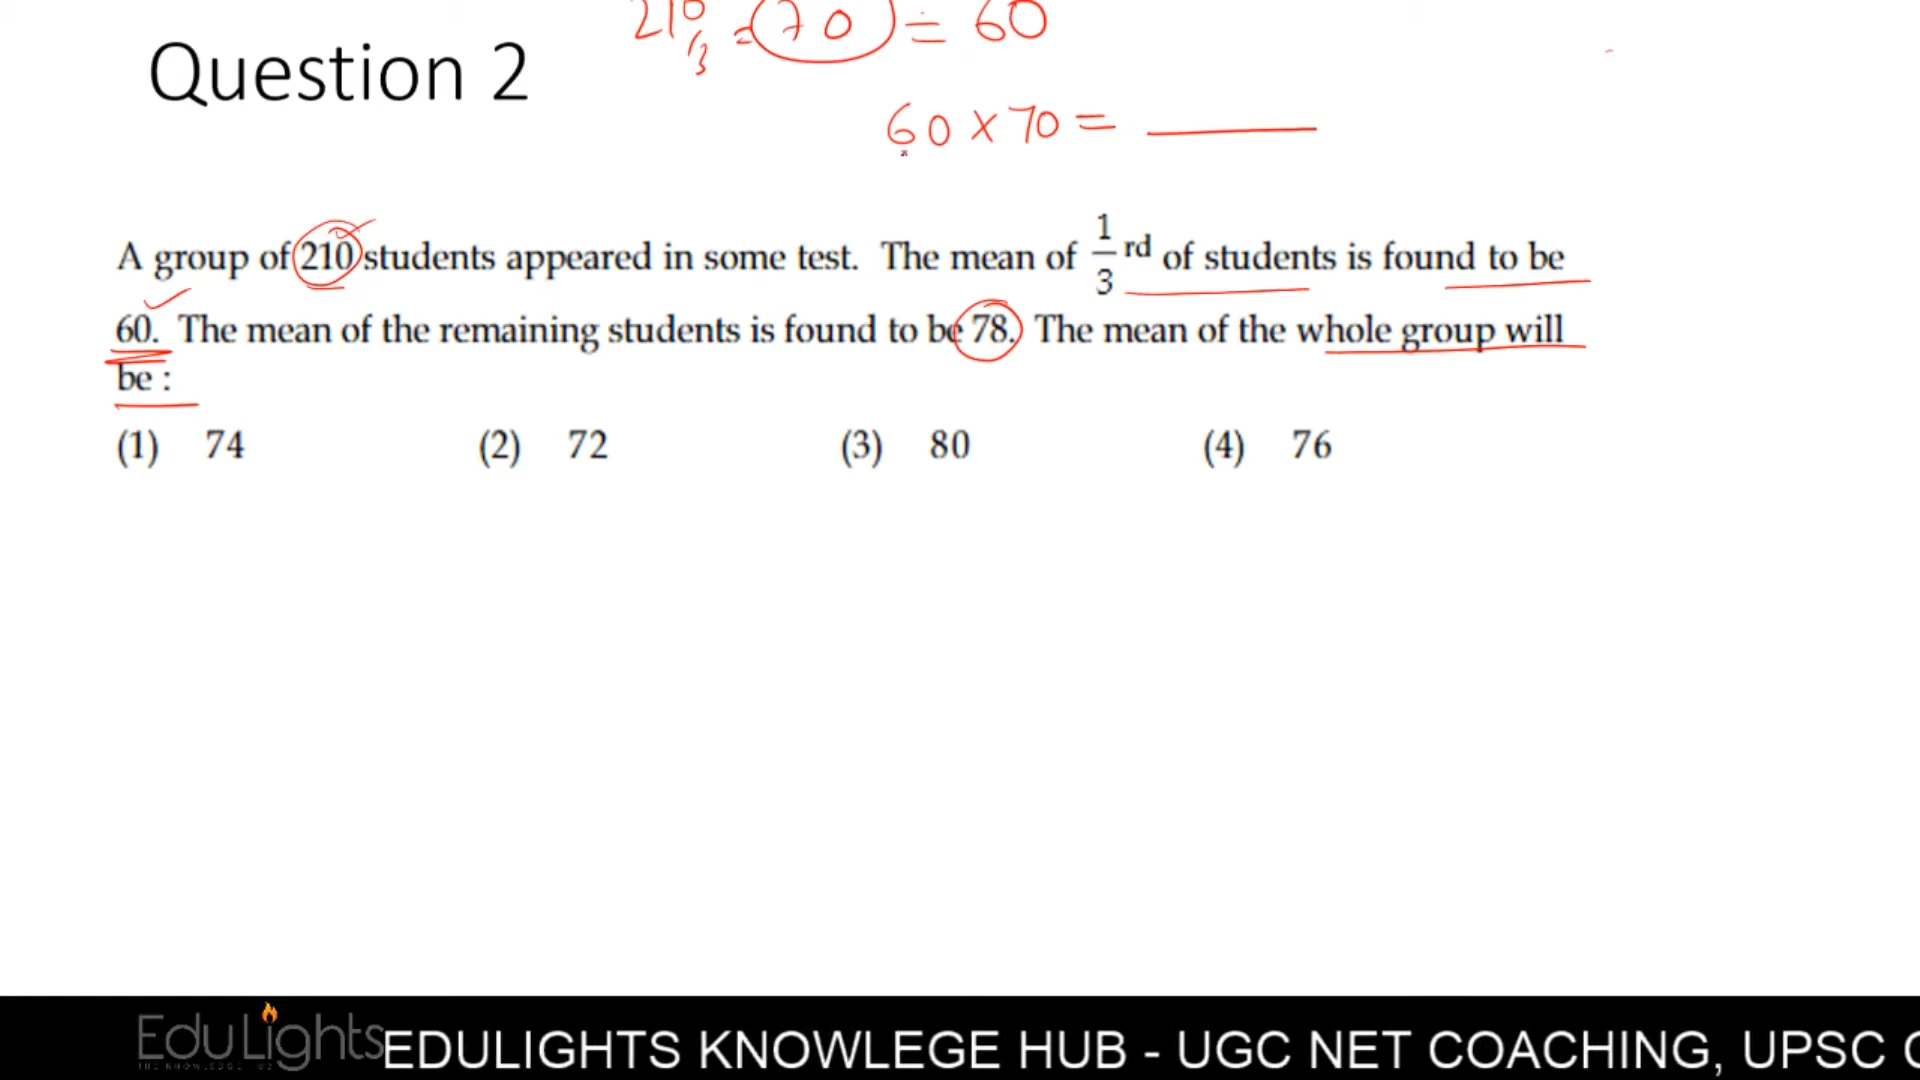 210/3 = 70 = 60
Question 2
60 x 70 =
A group of 210 students appeared in some test. The mean of 1/3 rd of students is found to be
60. The mean of the remaining students is found to be 78. The mean of the whole group will
be :
(1) 74 (2) 72 (3) 80 (4) 76
EduLights EDULIGHTS KNOWLEGE HUB - UGC NET COACHING, UPSC C